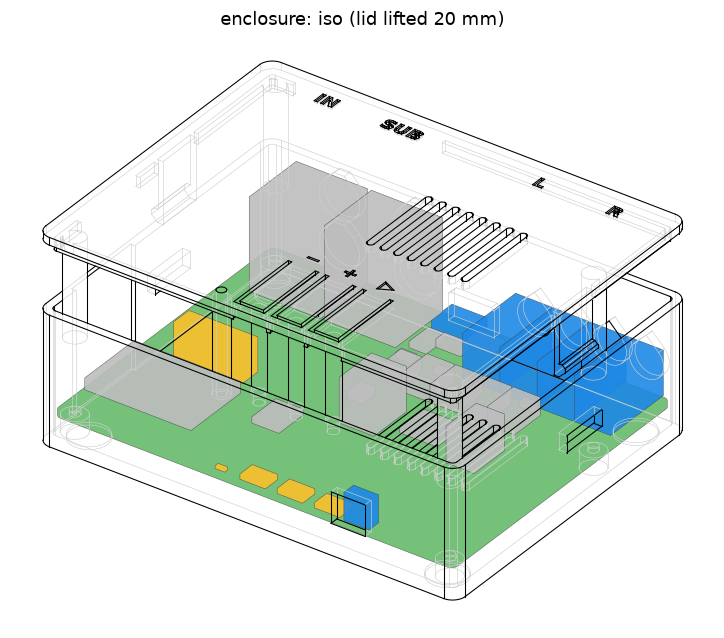 enclosure: iso (lid lifted 20 mm)
IN
SUB
L
R
− + △